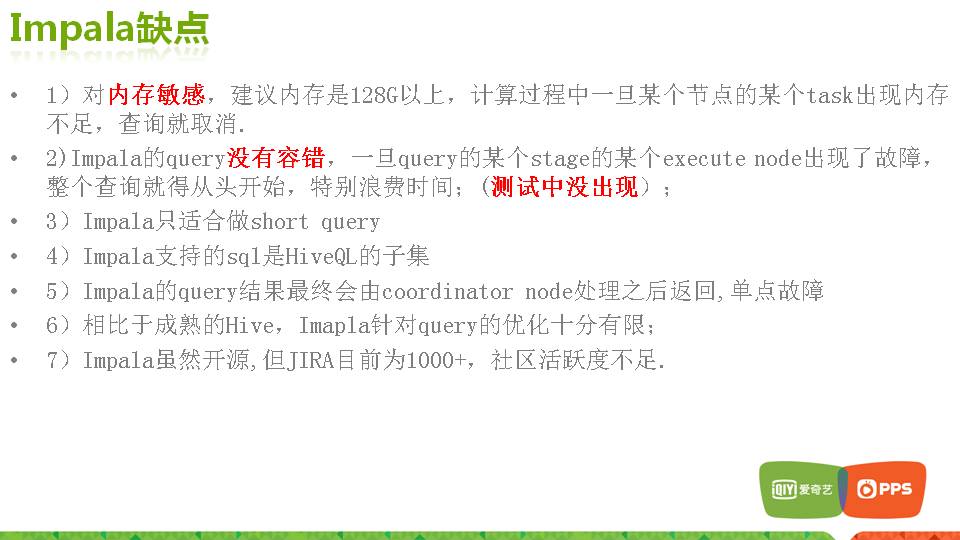 Impala缺点
• 1）对内存敏感，建议内存是128G以上，计算过程中一旦某个节点的某个task出现内存
不足，查询就取消.
• 2)Impala的query没有容错，一旦query的某个stage的某个execute node出现了故障，
整个查询就得从头开始，特别浪费时间；(测试中没出现）；
• 3）Impala只适合做short query
• 4）Impala支持的sql是HiveQL的子集
• 5）Impala的query结果最终会由coordinator node处理之后返回,单点故障
• 6）相比于成熟的Hive，Imapla针对query的优化十分有限；
• 7）Impala虽然开源,但JIRA目前为1000+，社区活跃度不足.
iQIYI爱奇艺 PPS